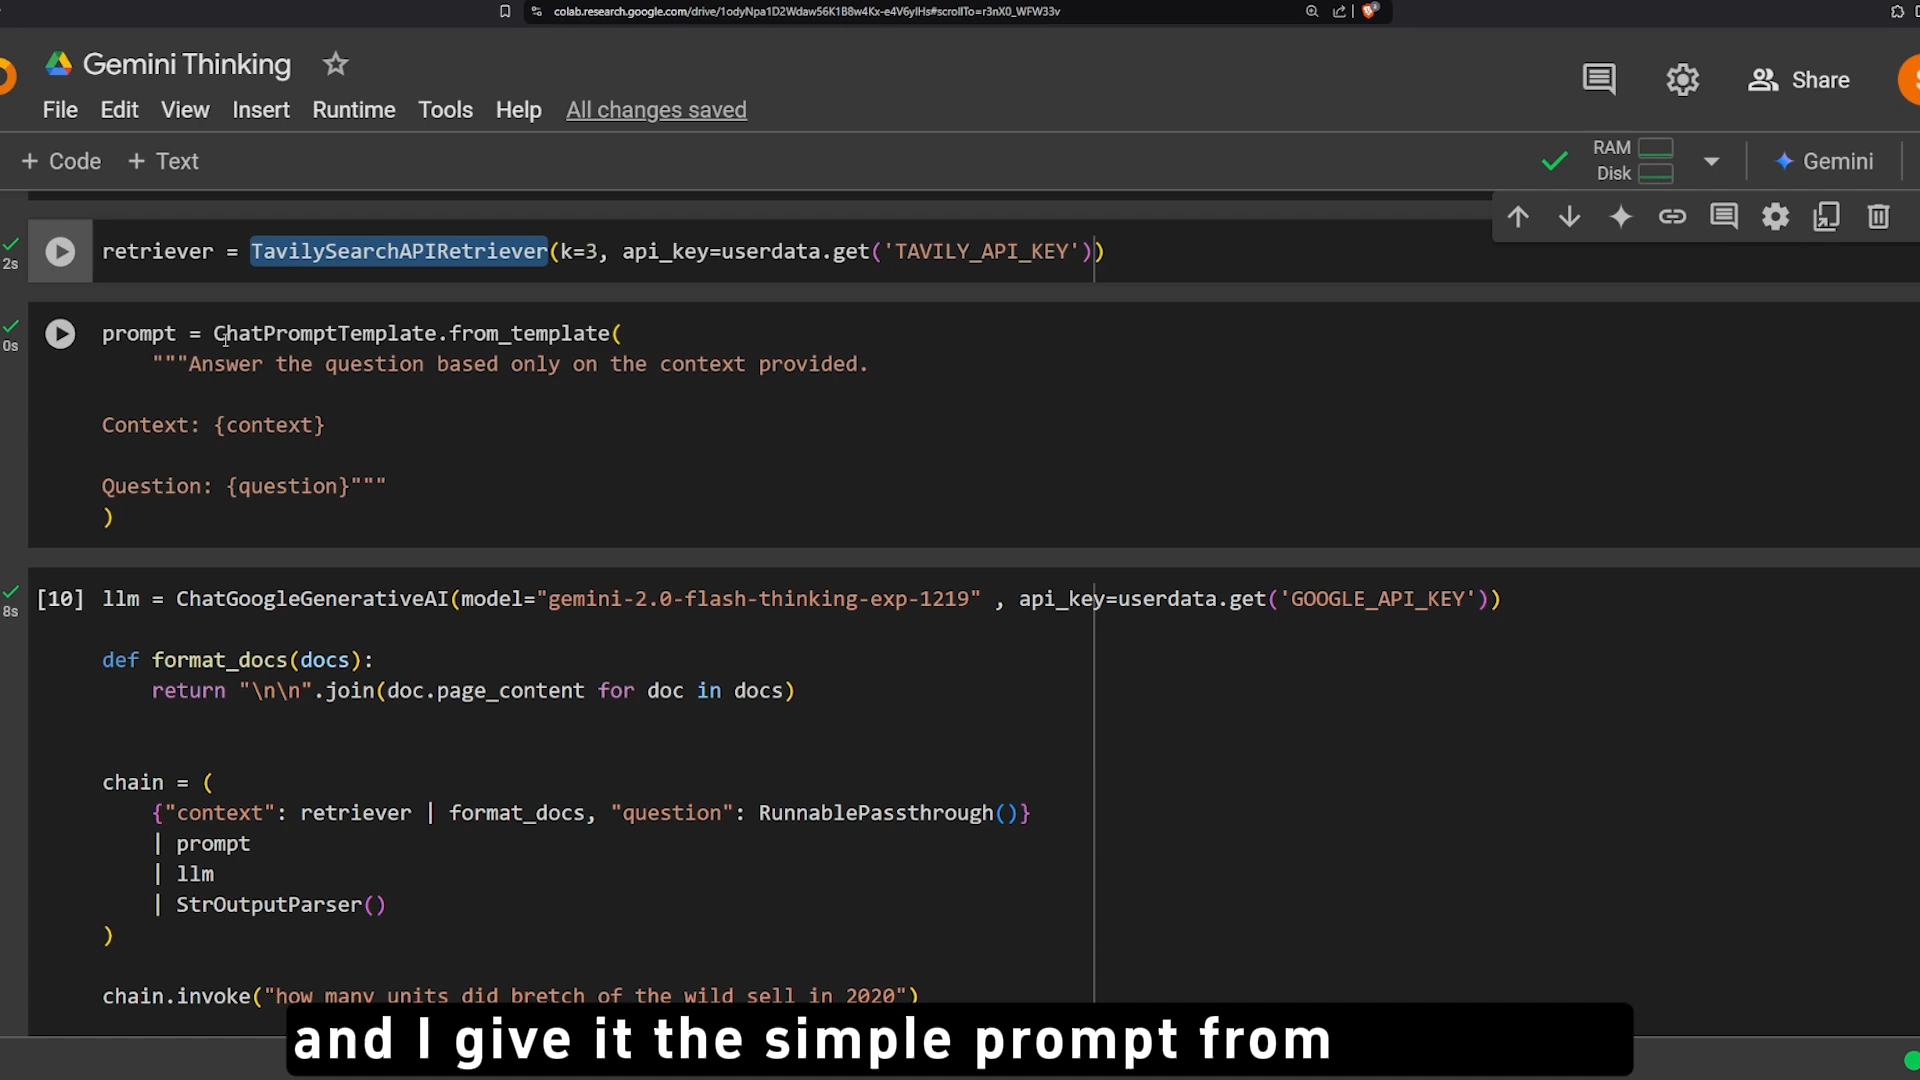 colab.research.google.com/drive/1odyNpa1D2Wdaw56K1B8w4Kx-e4V6yIHs#scrollTo=r3nX0_WFW33v
Gemini Thinking
File Edit View Insert Runtime Tools Help All changes saved
Share
+ Code + Text
RAM
Disk
Gemini
2s
retriever = TavilySearchAPIRetriever(k=3, api_key=userdata.get('TAVILY_API_KEY'))
0s
prompt = ChatPromptTemplate.from_template(
"""Answer the question based only on the context provided.
Context: {context}
Question: {question}"""
)
8s
[10] llm = ChatGoogleGenerativeAI(model="gemini-2.0-flash-thinking-exp-1219" , api_key=userdata.get('GOOGLE_API_KEY'))
def format_docs(docs):
return "\n\n".join(doc.page_content for doc in docs)
chain = (
{"context": retriever | format_docs, "question": RunnablePassthrough()}
| prompt
| llm
| StrOutputParser()
)
chain.invoke("how many units did bretch of the wild sell in 2020")
and I give it the simple prompt from